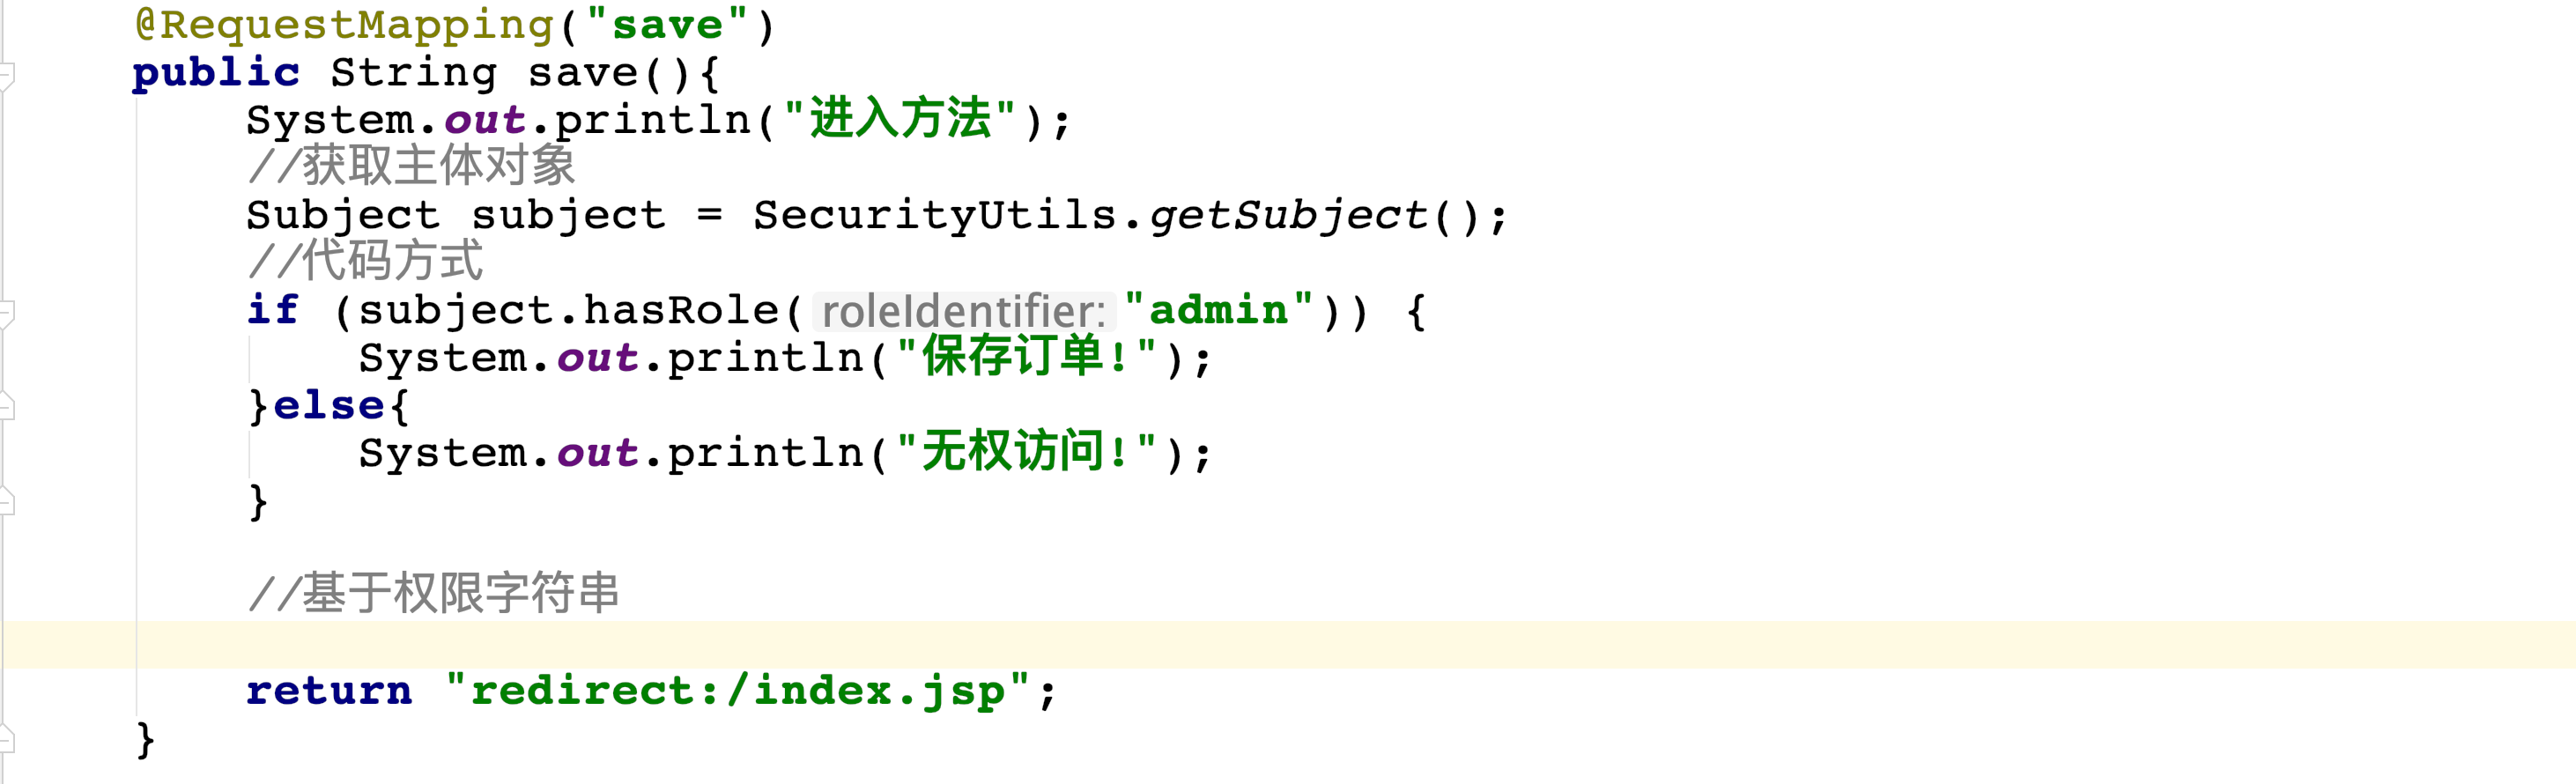 @RequestMapping("save")
public String save(){
System.out.println("进入方法");
//获取主体对象
Subject subject = SecurityUtils.getSubject();
//代码方式
if (subject.hasRole( roleIdentifier: "admin")) {
System.out.println("保存订单!");
}else{
System.out.println("无权访问!");
}
//基于权限字符串
return "redirect:/index.jsp";
}